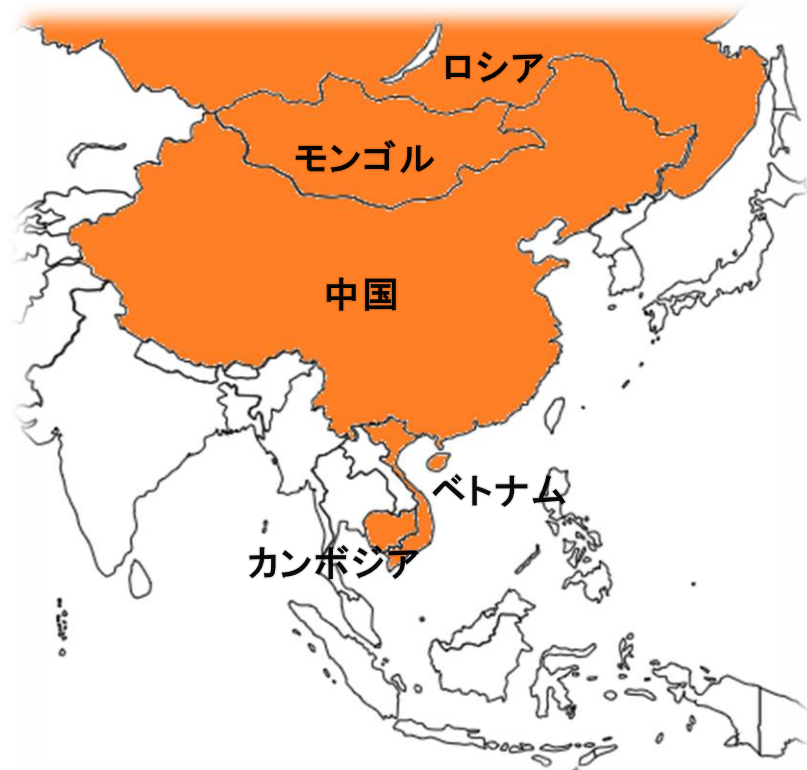 ロシア
モンゴル
中国
ベトナム
カンボジア